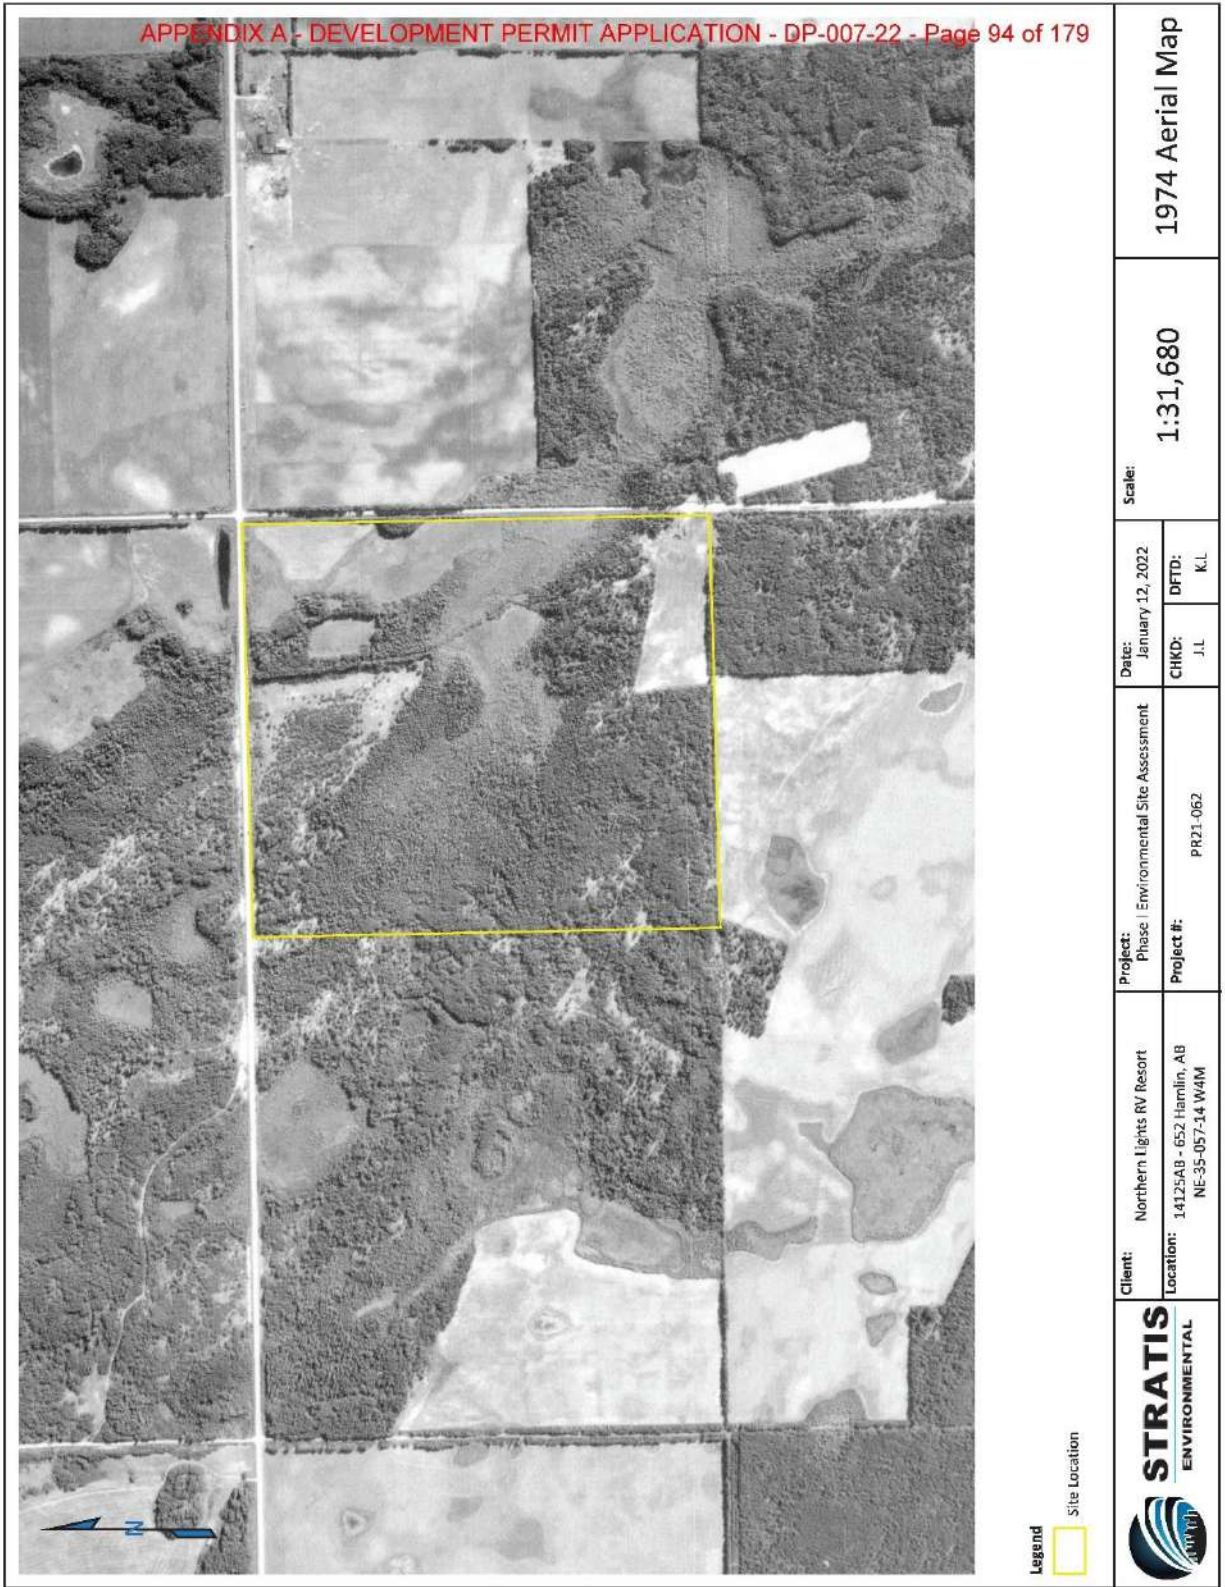 APPENDIX A - DEVELOPMENT PERMIT APPLICATION - DP-007-22 - Page 94 of 179
N
Legend
Site Location
STRATIS
ENVIRONMENTAL
Client:
Northern Lights RV Resort
Location:
14125AB - 652 Hamlin, AB
NE-35-057-14 W4M
Project:
Phase I Environmental Site Assessment
Project #:
PR21-062
Date:
January 12, 2022
CHKD:
J.L
DFTD:
K.L
Scale:
1:31,680
1974 Aerial Map